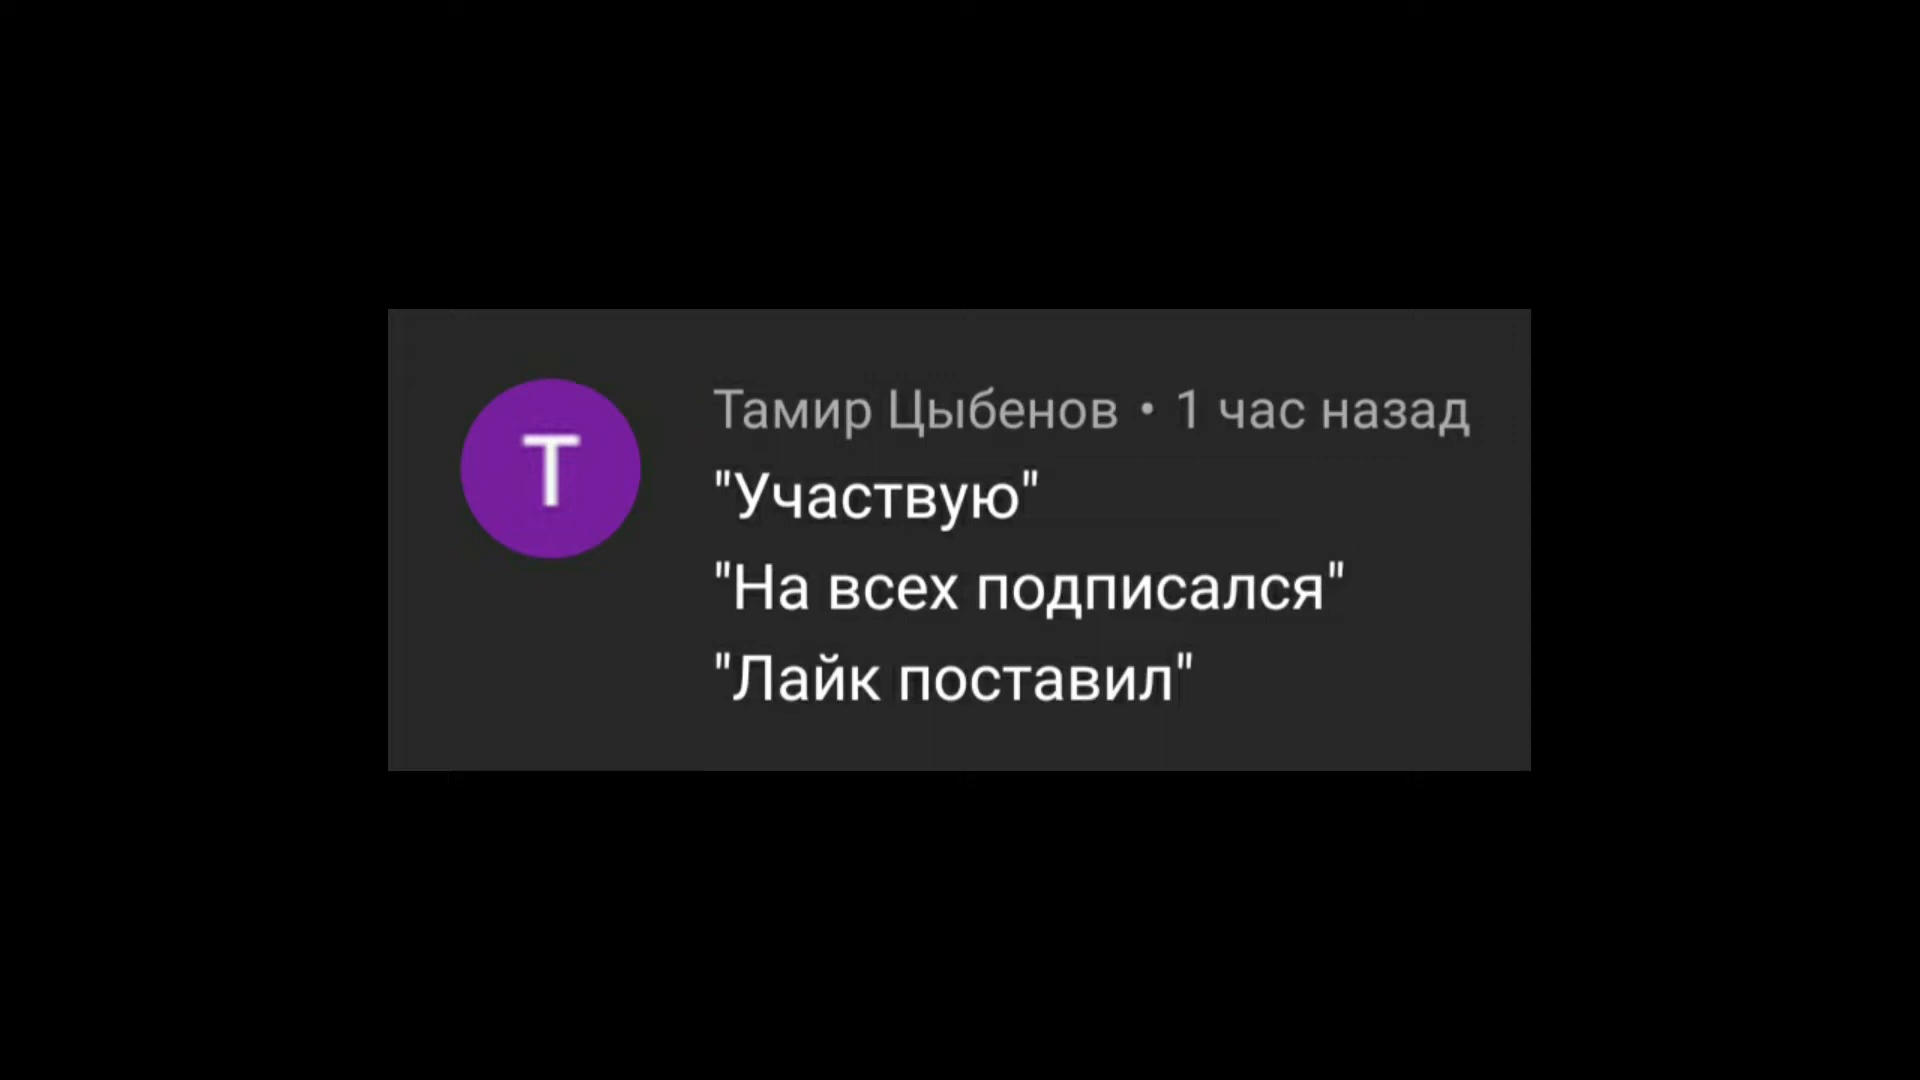 Т
Тамир Цыбенов • 1 час назад
"Участвую"
"На всех подписался"
"Лайк поставил"